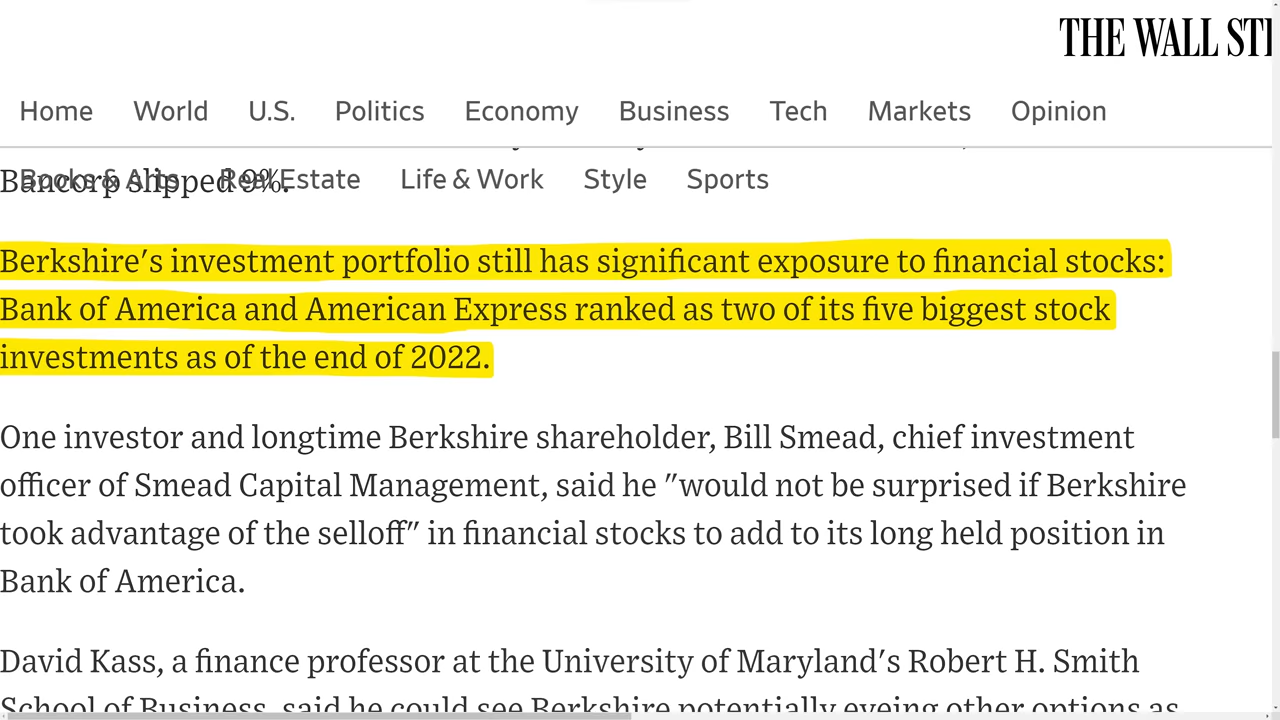 THE WALL ST
Home World U.S. Politics Economy Business Tech Markets Opinion
Bancorp slipped 9%.
Books & Arts Real Estate Life & Work Style Sports
Berkshire's investment portfolio still has significant exposure to financial stocks:
Bank of America and American Express ranked as two of its five biggest stock
investments as of the end of 2022.
One investor and longtime Berkshire shareholder, Bill Smead, chief investment
officer of Smead Capital Management, said he "would not be surprised if Berkshire
took advantage of the selloff" in financial stocks to add to its long held position in
Bank of America.
David Kass, a finance professor at the University of Maryland's Robert H. Smith
School of Business, said he could see Berkshire potentially eyeing other options as